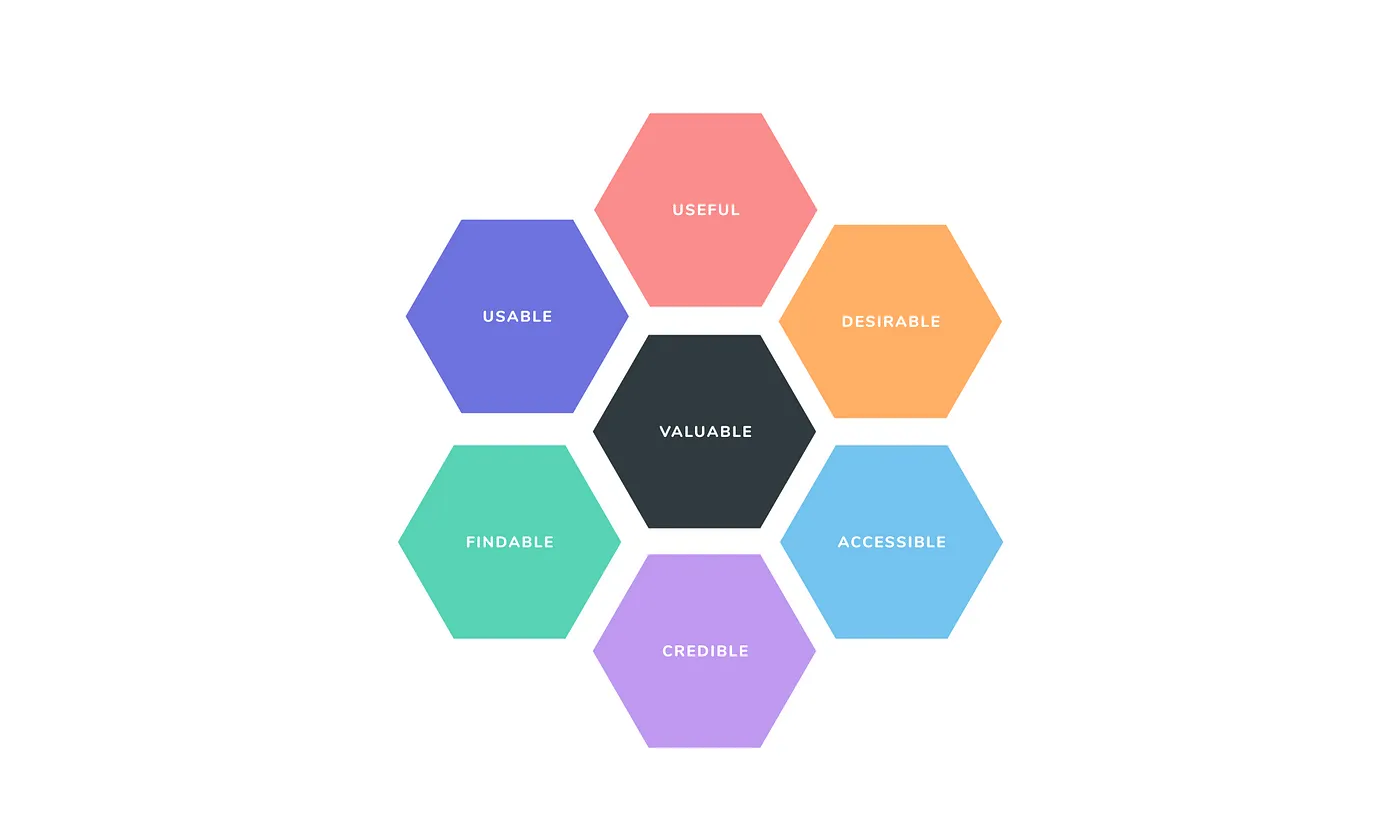 USEFUL
USABLE
DESIRABLE
VALUABLE
FINDABLE
ACCESSIBLE
CREDIBLE